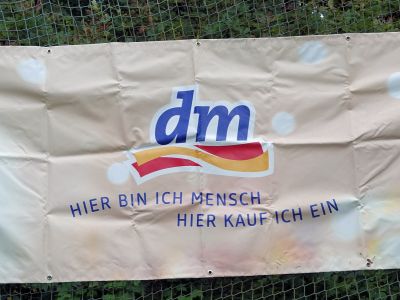 dm
HIER BIN ICH MENSCH
HIER KAUF ICH EIN